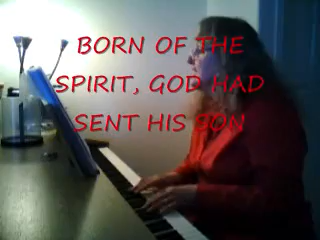 BORN OF THE
SPIRIT, GOD HAD
SENT HIS SON